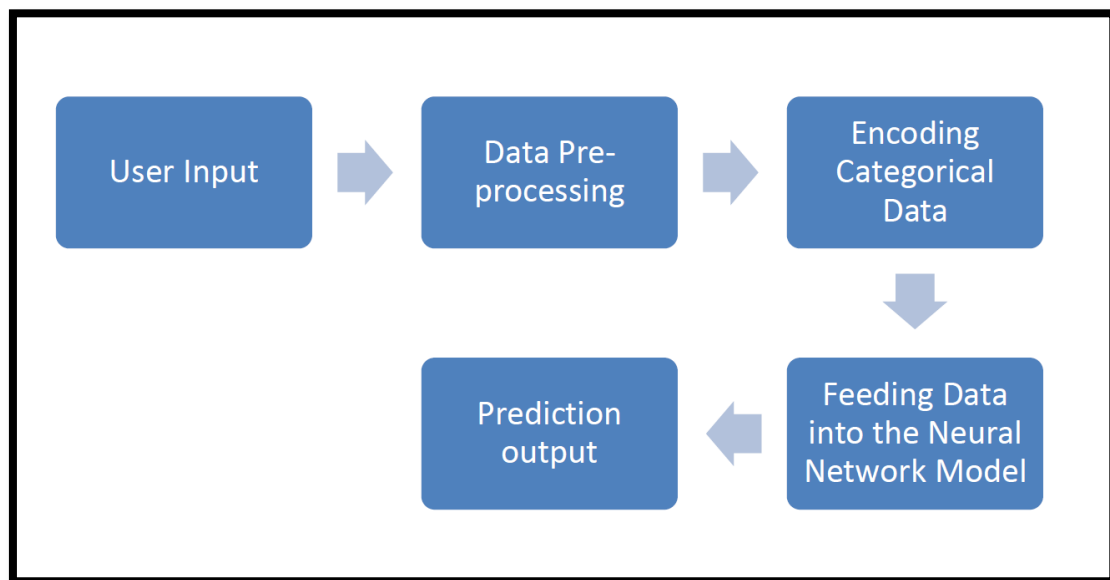 User Input
Data Pre-
processing
Encoding
Categorical
Data
Feeding Data
into the Neural
Network Model
Prediction
output